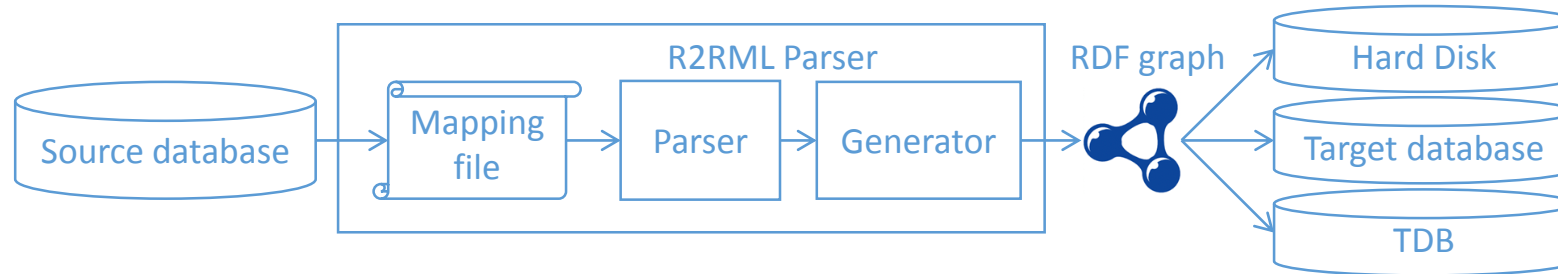 R2RML Parser
Source database
Mapping
file
Parser
Generator
RDF graph
Hard Disk
Target database
TDB